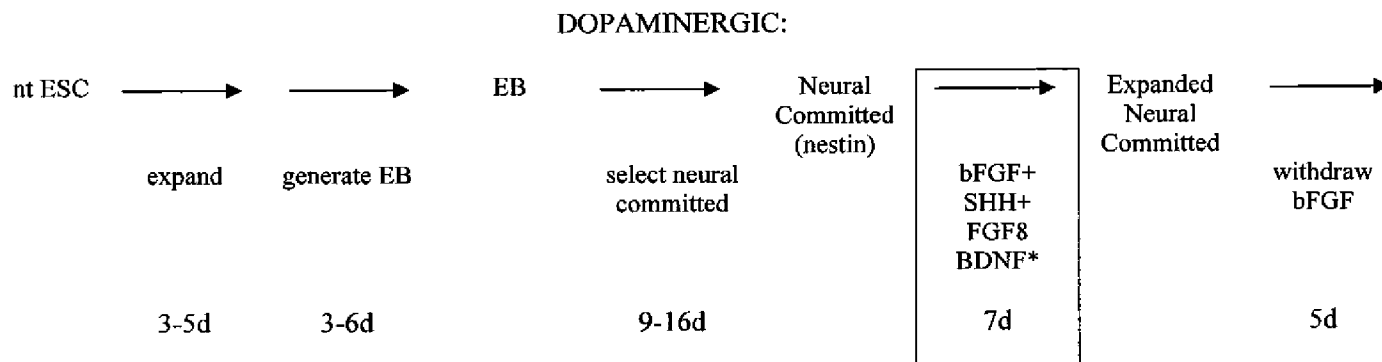 DOPAMINERGIC:
nt ESC
EB
Neural
Committed
(nestin)
Expanded
Neural
Committed
expand
generate EB
select neural
committed
bFGF+
SHH+
FGF8
BDNF*
withdraw
bFGF
3-5d
3-6d
9-16d
7d
5d